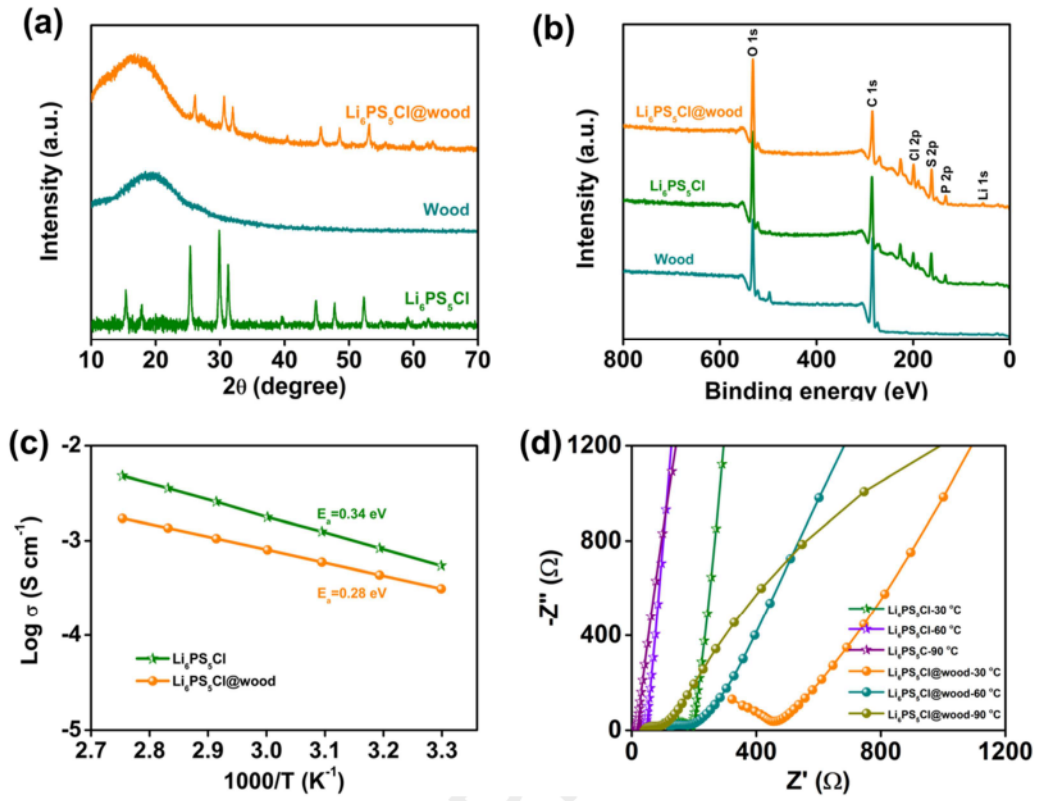 (a)
Intensity (a.u.)
Li₆PS₅Cl@wood
Wood
Li₆PS₅Cl
10 20 30 40 50 60 70
2θ (degree)
(b)
Intensity (a.u.)
O 1s
C 1s
Cl 2p
S 2p
P 2p
Li 1s
Li₆PS₅Cl@wood
Li₆PS₅Cl
Wood
800 600 400 200 0
Binding energy (eV)
(c)
Log σ (S cm⁻¹)
-2
-3
-4
-5
Eₐ=0.34 eV
Eₐ=0.28 eV
Li₆PS₅Cl
Li₆PS₅Cl@wood
2.7 2.8 2.9 3.0 3.1 3.2 3.3
1000/T (K⁻¹)
(d)
-Z'' (Ω)
1200
800
400
0
Li₆PS₅Cl-30 °C
Li₆PS₅Cl-60 °C
Li₆PS₅C-90 °C
Li₆PS₅Cl@wood-30 °C
Li₆PS₅Cl@wood-60 °C
Li₆PS₅Cl@wood-90 °C
0 400 800 1200
Z' (Ω)